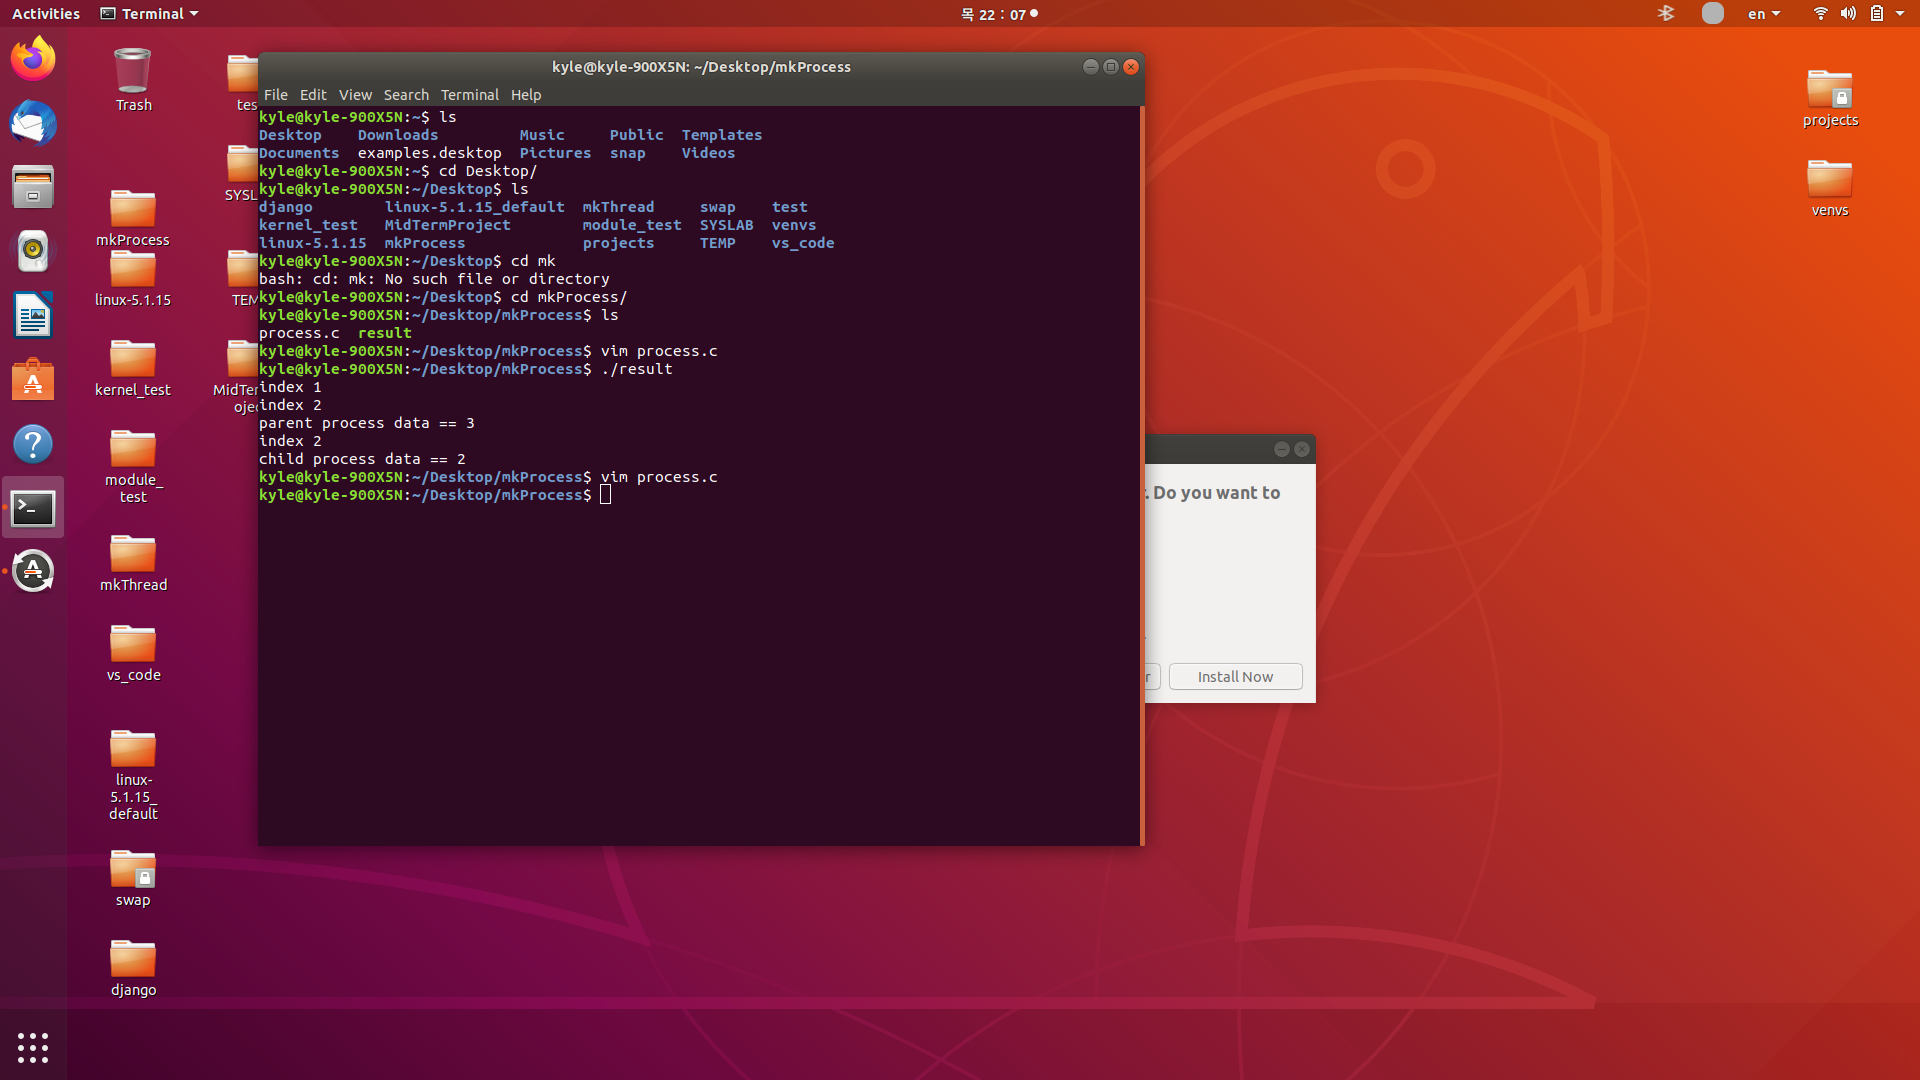 Activities
Terminal
목 22 : 07
en
Trash
mkProcess
linux-5.1.15
kernel_test
module_
test
mkThread
vs_code
linux-
5.1.15_
default
swap
django
projects
venvs
kyle@kyle-900X5N: ~/Desktop/mkProcess
File Edit View Search Terminal Help
kyle@kyle-900X5N:~$ ls
Desktop Downloads Music Public Templates
Documents examples.desktop Pictures snap Videos
kyle@kyle-900X5N:~$ cd Desktop/
kyle@kyle-900X5N:~/Desktop$ ls
django linux-5.1.15_default mkThread swap test
kernel_test MidTermProject module_test SYSLAB venvs
linux-5.1.15 mkProcess projects TEMP vs_code
kyle@kyle-900X5N:~/Desktop$ cd mk
bash: cd: mk: No such file or directory
kyle@kyle-900X5N:~/Desktop$ cd mkProcess/
kyle@kyle-900X5N:~/Desktop/mkProcess$ ls
process.c result
kyle@kyle-900X5N:~/Desktop/mkProcess$ vim process.c
kyle@kyle-900X5N:~/Desktop/mkProcess$ ./result
index 1
index 2
parent process data == 3
index 2
child process data == 2
kyle@kyle-900X5N:~/Desktop/mkProcess$ vim process.c
kyle@kyle-900X5N:~/Desktop/mkProcess$
. Do you want to
Install Now